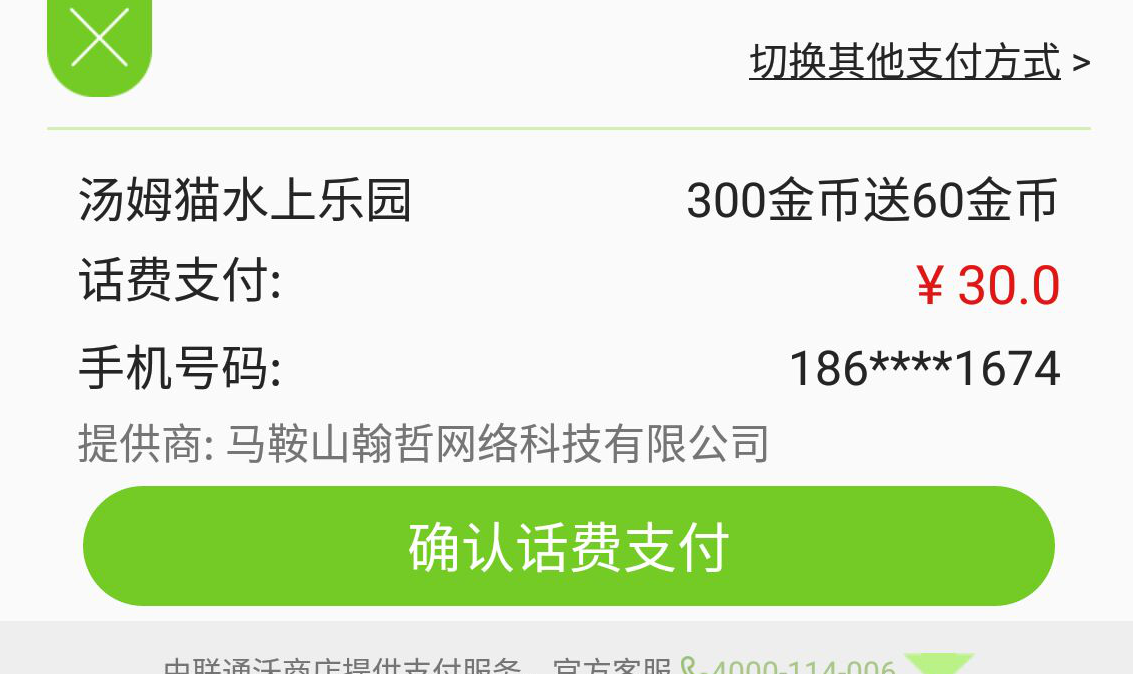 切换其他支付方式 >
汤姆猫水上乐园 300金币送60金币
话费支付: ¥ 30.0
手机号码: 186****1674
提供商: 马鞍山翰哲网络科技有限公司
确认话费支付
由联通沃商店提供支付服务 官方客服 4000-114-006